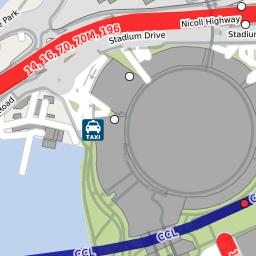 Park
Nicoll Highway
Stadium Drive
Stadium
14, 16, 70, 70M, 196
Road
TAXI
CCL
CCL